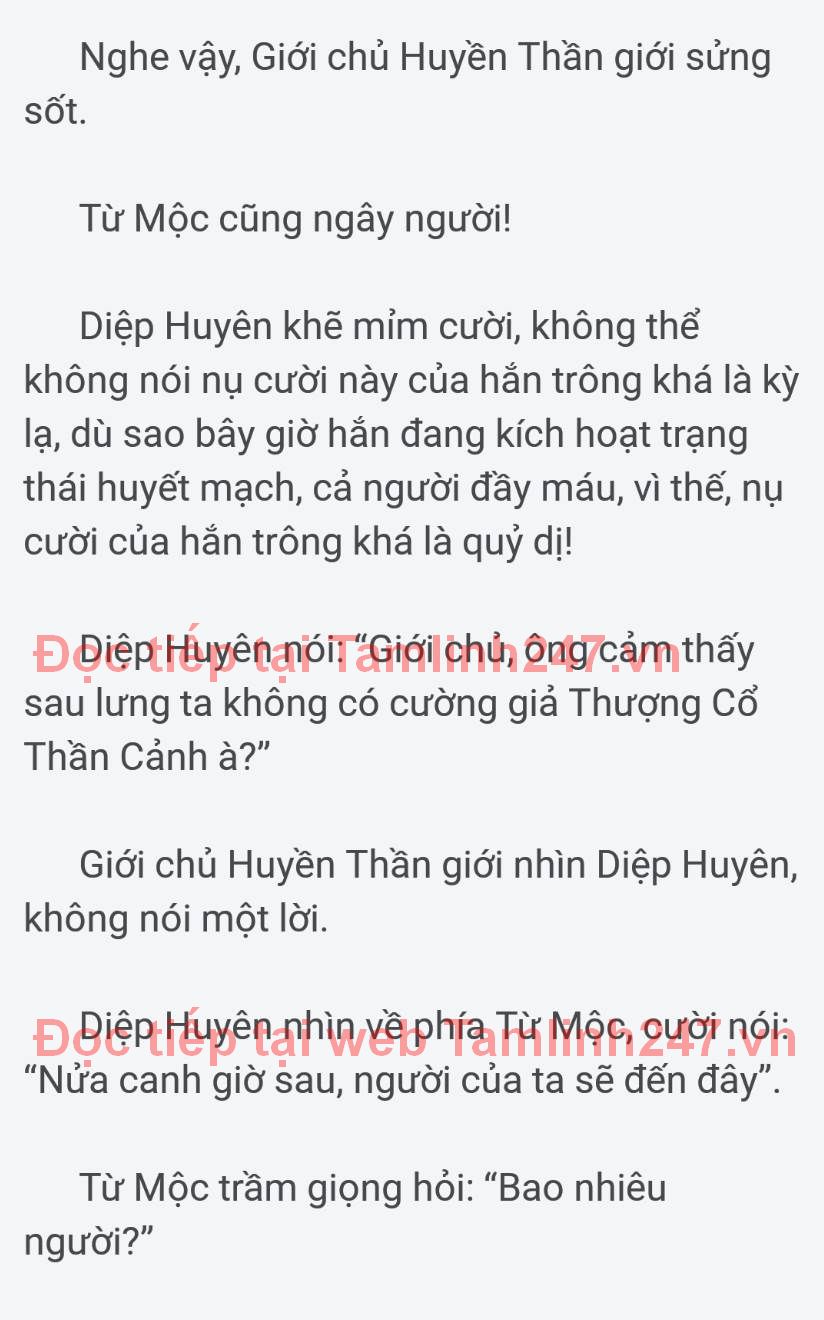 Nghe vậy, Giới chủ Huyền Thần giới sửng
sốt.
Từ Mộc cũng ngây người!
Diệp Huyên khẽ mỉm cười, không thể
không nói nụ cười này của hắn trông khá là kỳ
lạ, dù sao bây giờ hắn đang kích hoạt trạng
thái huyết mạch, cả người đầy máu, vì thế, nụ
cười của hắn trông khá là quỷ dị!
Diệp Huyên nói: “Giới chủ, ông cảm thấy
Đọc tiếp tại Tamlinh247.vn
sau lưng ta không có cường giả Thượng Cổ
Thần Cảnh à?”
Giới chủ Huyền Thần giới nhìn Diệp Huyên,
không nói một lời.
Diệp Huyên nhìn về phía Từ Mộc, cười nói:
Đọc tiếp tại web Tamlinh247.vn
“Nửa canh giờ sau, người của ta sẽ đến đây”.
Từ Mộc trầm giọng hỏi: “Bao nhiêu
người?”